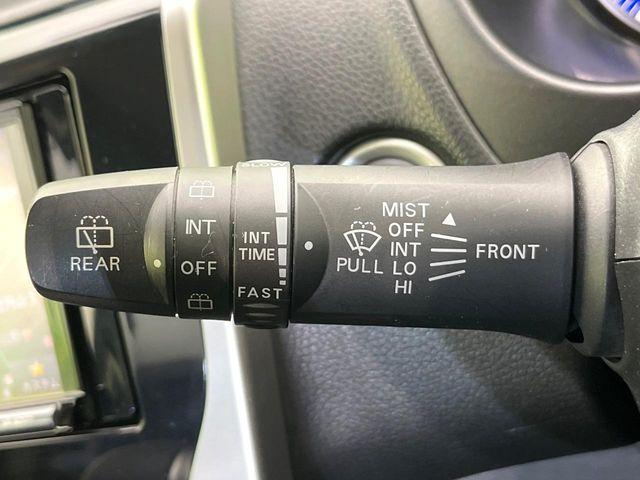 REAR
INT
OFF
INT
TIME
FAST
PULL
MIST
OFF
INT
LO
HI
FRONT